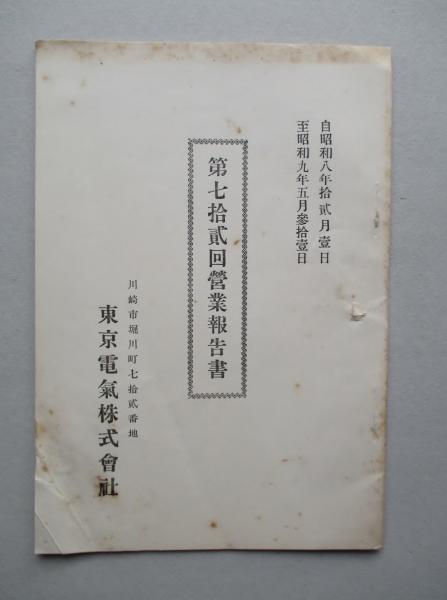 自昭和八年拾貳月壹日
至昭和九年五月參拾壹日
第七拾貳回營業報告書
川崎市堀川町七拾貳番地
東京電氣株式會社